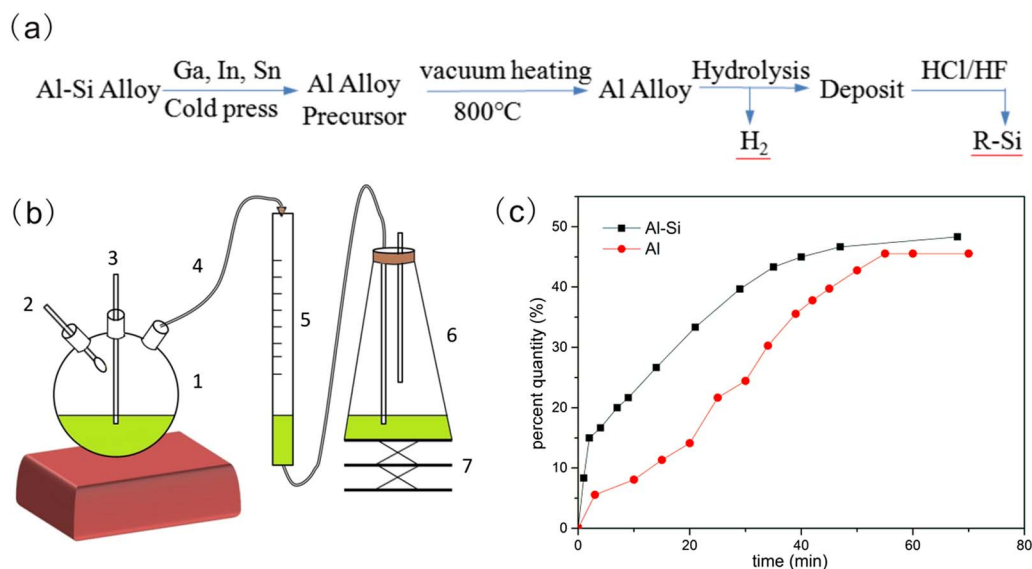 (a)
Al-Si Alloy
Ga, In, Sn
Cold press
Al Alloy
Precursor
vacuum heating
800°C
Al Alloy
Hydrolysis
H₂
Deposit
HCl/HF
R-Si
(b)
1
2
3
4
5
6
7
(c)
Al-Si
Al
percent quantity (%)
50
40
30
20
10
0
0 20 40 60 80
time (min)